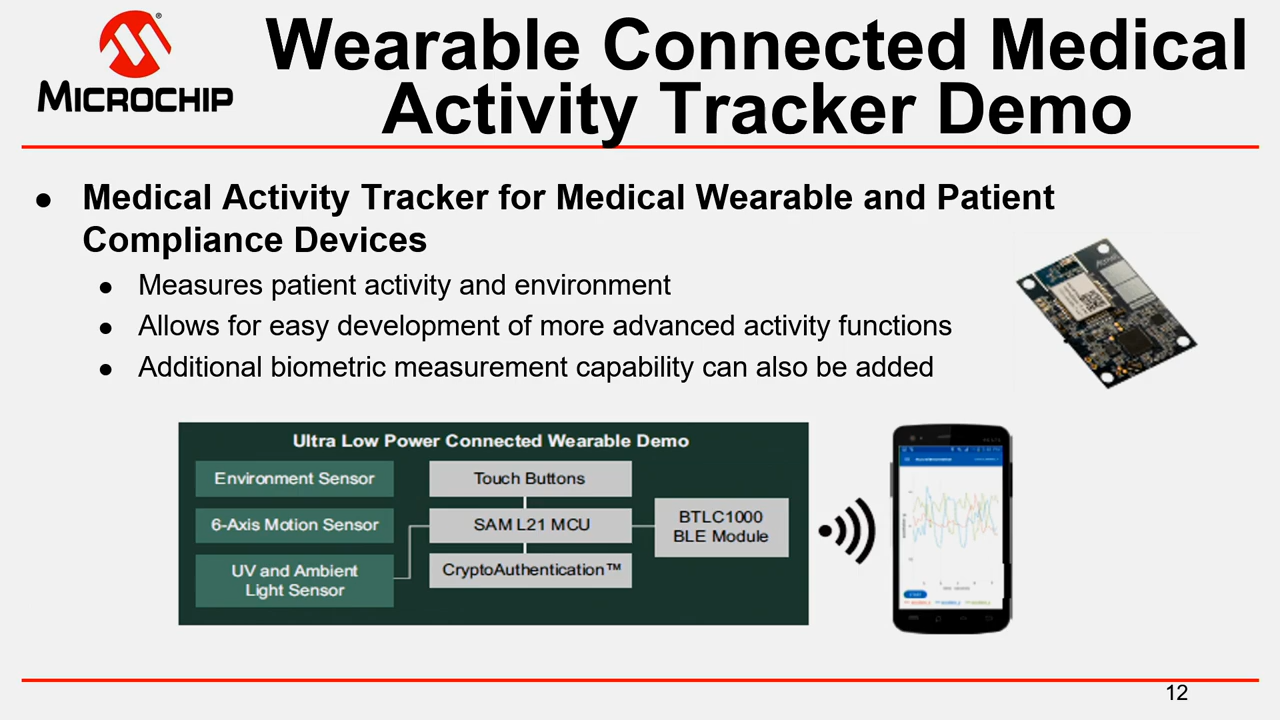 MICROCHIP
Wearable Connected Medical
Activity Tracker Demo
● Medical Activity Tracker for Medical Wearable and Patient
Compliance Devices
● Measures patient activity and environment
● Allows for easy development of more advanced activity functions
● Additional biometric measurement capability can also be added
Ultra Low Power Connected Wearable Demo
Environment Sensor
6-Axis Motion Sensor
UV and Ambient
Light Sensor
Touch Buttons
SAM L21 MCU
CryptoAuthentication™
BTLC1000
BLE Module
START
12